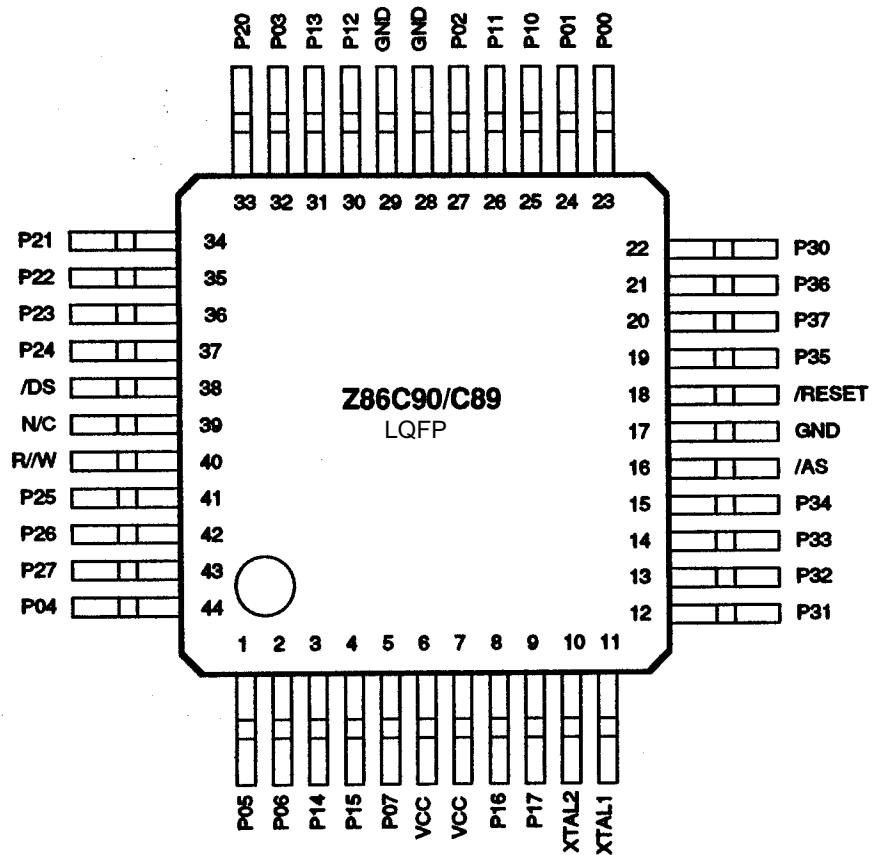 P20 P03 P13 P12 GND GND P02 P11 P10 P01 P00
33 32 31 30 29 28 27 26 25 24 23
P21 34
22 P30
P22 35
21 P36
P23 36
20 P37
P24 37
19 P35
/DS 38
18 /RESET
Z86C90/C89
N/C 39
17 GND
LQFP
R//W 40
16 /AS
P25 41
15 P34
P26 42
14 P33
P27 43
13 P32
P04 44
12 P31
1 2 3 4 5 6 7 8 9 10 11
P05 P06 P14 P15 P07 VCC VCC P16 P17 XTAL2 XTAL1